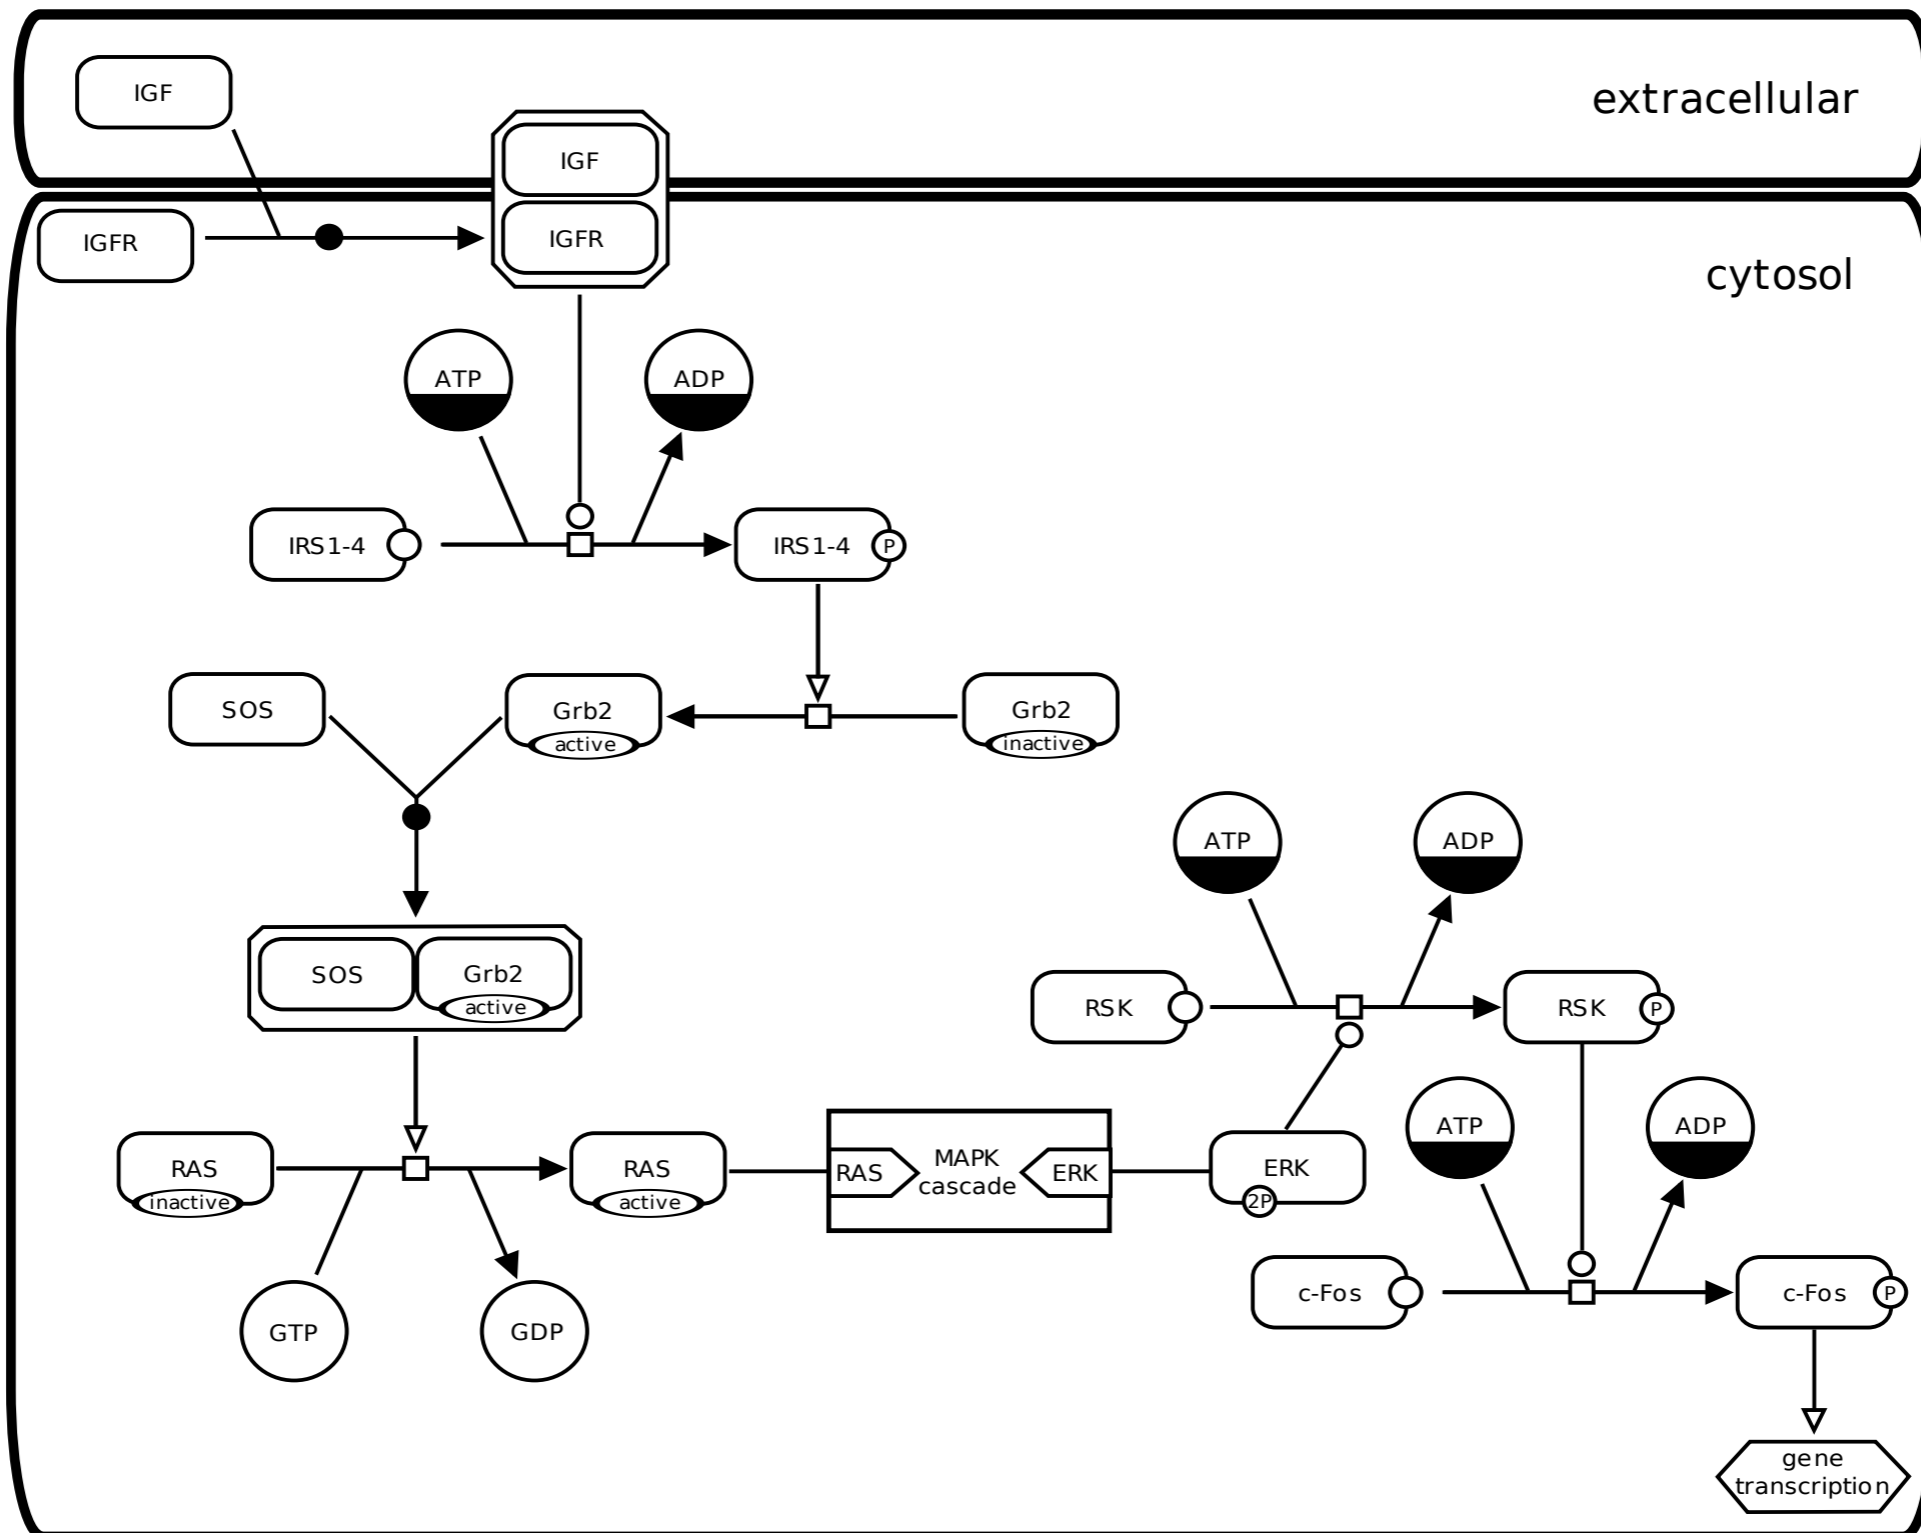 IGF
extracellular
IGF
IGFR
IGFR
cytosol
ATP
ADP
IRS1-4
IRS1-4
P
SOS
Grb2
active
Grb2
inactive
ATP
ADP
SOS
Grb2
active
RSK
RSK
P
ATP
ADP
RAS
inactive
RAS
active
RAS
MAPK
cascade
ERK
ERK
2P
c-Fos
c-Fos
P
GTP
GDP
gene
transcription